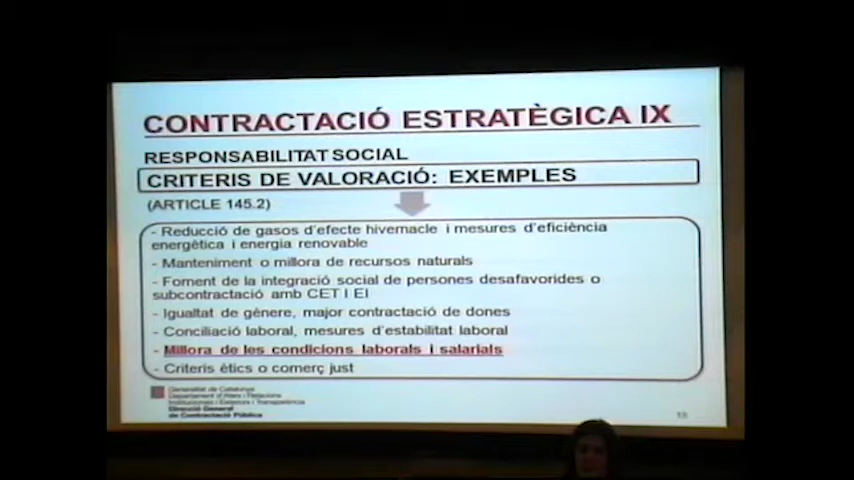 CONTRACTACIÓ ESTRATÈGICA IX
RESPONSABILITAT SOCIAL
CRITERIS DE VALORACIÓ: EXEMPLES
(ARTICLE 145.2)
- Reducció de gasos d'efecte hivernacle i mesures d'eficiència
energètica i energia renovable
- Manteniment o millora de recursos naturals
- Foment de la integració social de persones desafavorides o
subcontractació amb CET I EI
- Igualtat de gènere, major contractació de dones
- Conciliació laboral, mesures d'estabilitat laboral
- Millora de les condicions laborals i salarials
- Criteris ètics o comerç just
Generalitat de Catalunya
Departament d'Afers i Relacions
Institucionals i Exteriors i Transparència
Direcció General
de Contractació Pública